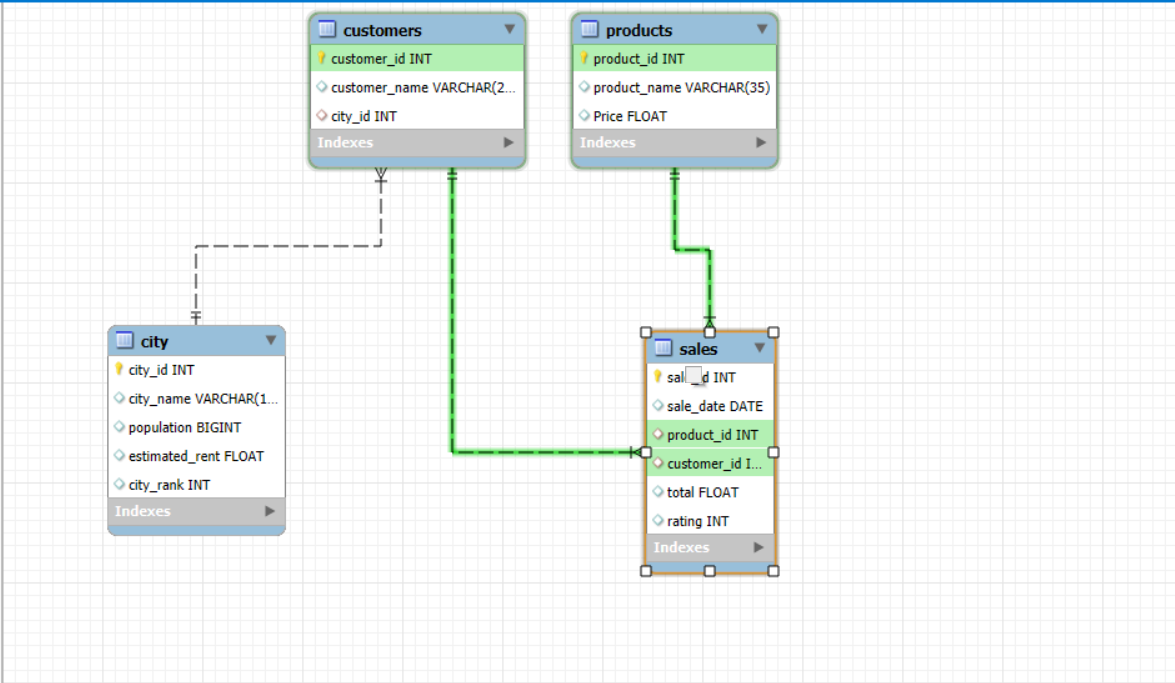 customers
customer_id INT
customer_name VARCHAR(2...
city_id INT
Indexes
products
product_id INT
product_name VARCHAR(35)
Price FLOAT
Indexes
city
city_id INT
city_name VARCHAR(1...
population BIGINT
estimated_rent FLOAT
city_rank INT
Indexes
sales
INT
sale_date DATE
product_id INT
customer_id I...
total FLOAT
rating INT
Indexes